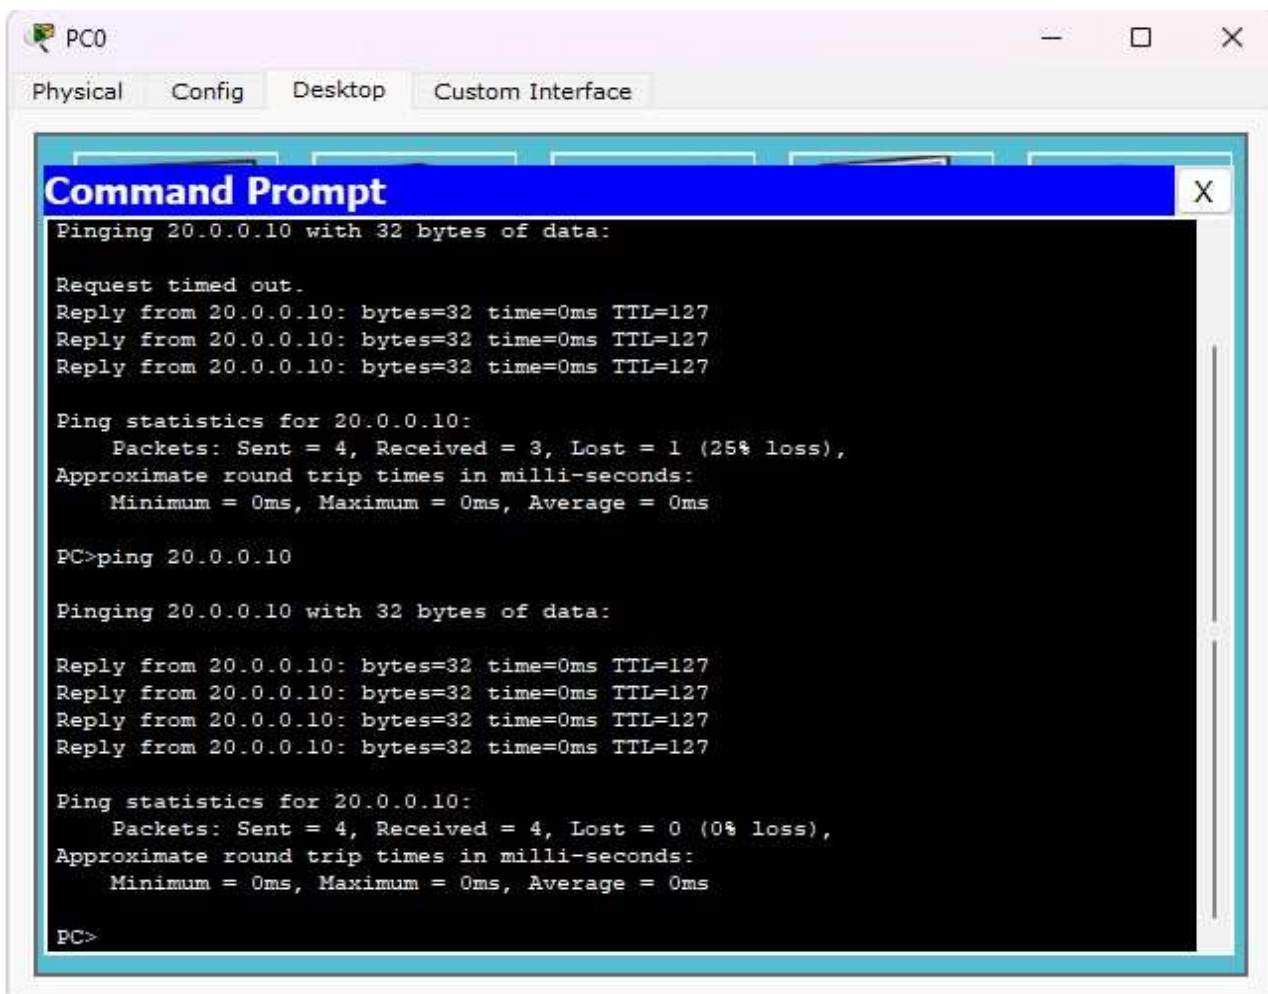 PC0
Physical Config Desktop Custom Interface
Command Prompt X
Pinging 20.0.0.10 with 32 bytes of data:
Request timed out.
Reply from 20.0.0.10: bytes=32 time=0ms TTL=127
Reply from 20.0.0.10: bytes=32 time=0ms TTL=127
Reply from 20.0.0.10: bytes=32 time=0ms TTL=127
Ping statistics for 20.0.0.10:
Packets: Sent = 4, Received = 3, Lost = 1 (25% loss),
Approximate round trip times in milli-seconds:
Minimum = 0ms, Maximum = 0ms, Average = 0ms
PC>ping 20.0.0.10
Pinging 20.0.0.10 with 32 bytes of data:
Reply from 20.0.0.10: bytes=32 time=0ms TTL=127
Reply from 20.0.0.10: bytes=32 time=0ms TTL=127
Reply from 20.0.0.10: bytes=32 time=0ms TTL=127
Reply from 20.0.0.10: bytes=32 time=0ms TTL=127
Ping statistics for 20.0.0.10:
Packets: Sent = 4, Received = 4, Lost = 0 (0% loss),
Approximate round trip times in milli-seconds:
Minimum = 0ms, Maximum = 0ms, Average = 0ms
PC>